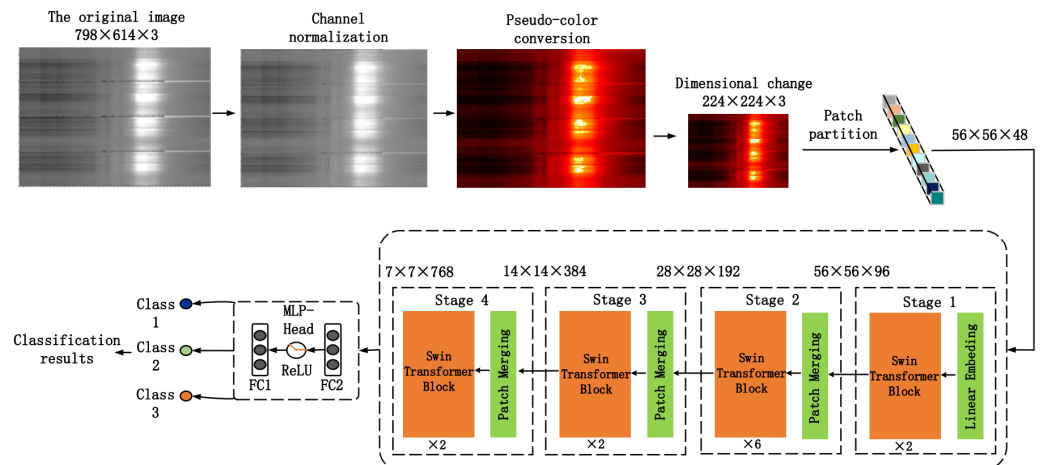 The original image
798×614×3
Channel
normalization
Pseudo-color
conversion
Dimensional change
224×224×3
Patch
partition
56×56×48
7×7×768
14×14×384
28×28×192
56×56×96
Stage 4
Stage 3
Stage 2
Stage 1
Swin
Transformer
Block
×2
Patch Merging
Swin
Transformer
Block
×2
Patch Merging
Swin
Transformer
Block
×6
Patch Merging
Swin
Transformer
Block
×2
Linear Embeding
MLP-
Head
ReLU
FC1
FC2
Class
1
Class
2
Class
3
Classification
results